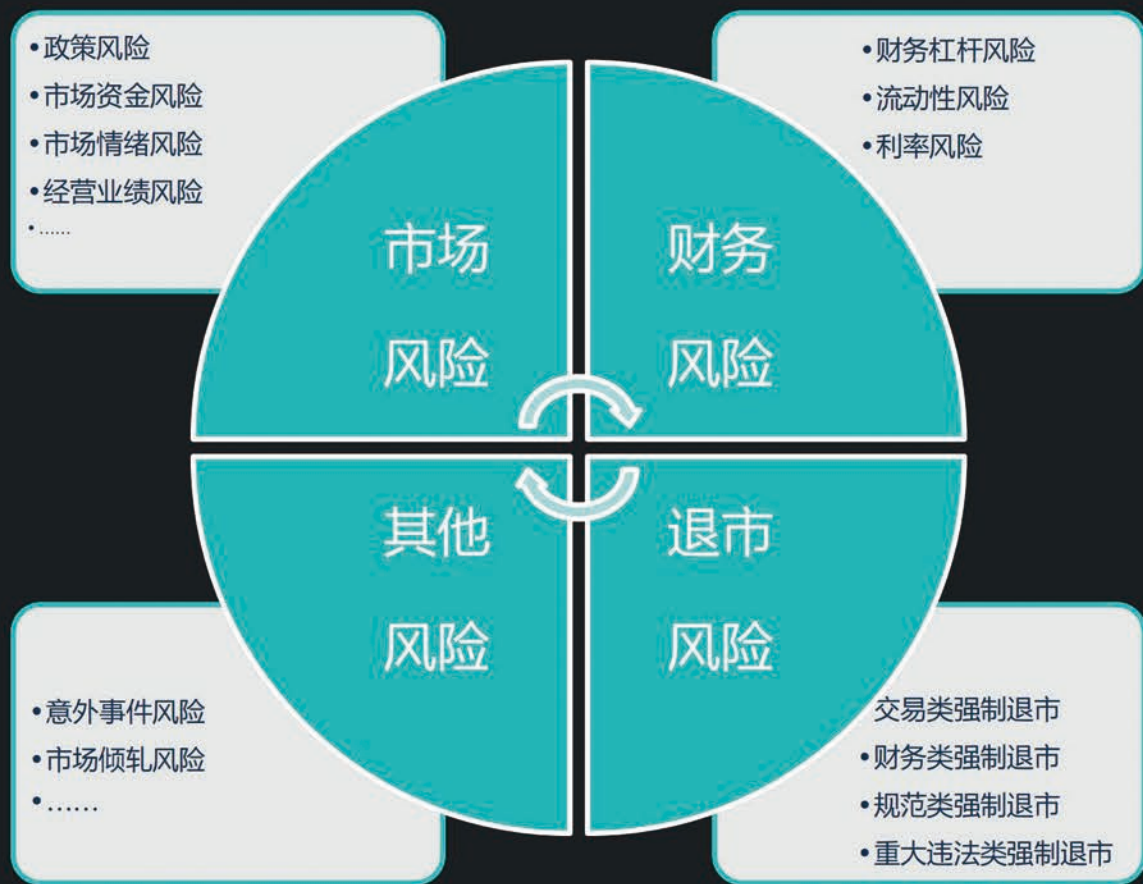 •政策风险
•市场资金风险
•市场情绪风险
•经营业绩风险
•……
•财务杠杆风险
•流动性风险
•利率风险
市场
风险
财务
风险
其他
风险
退市
风险
•意外事件风险
•市场倾轧风险
•……
交易类强制退市
•财务类强制退市
•规范类强制退市
•重大违法类强制退市